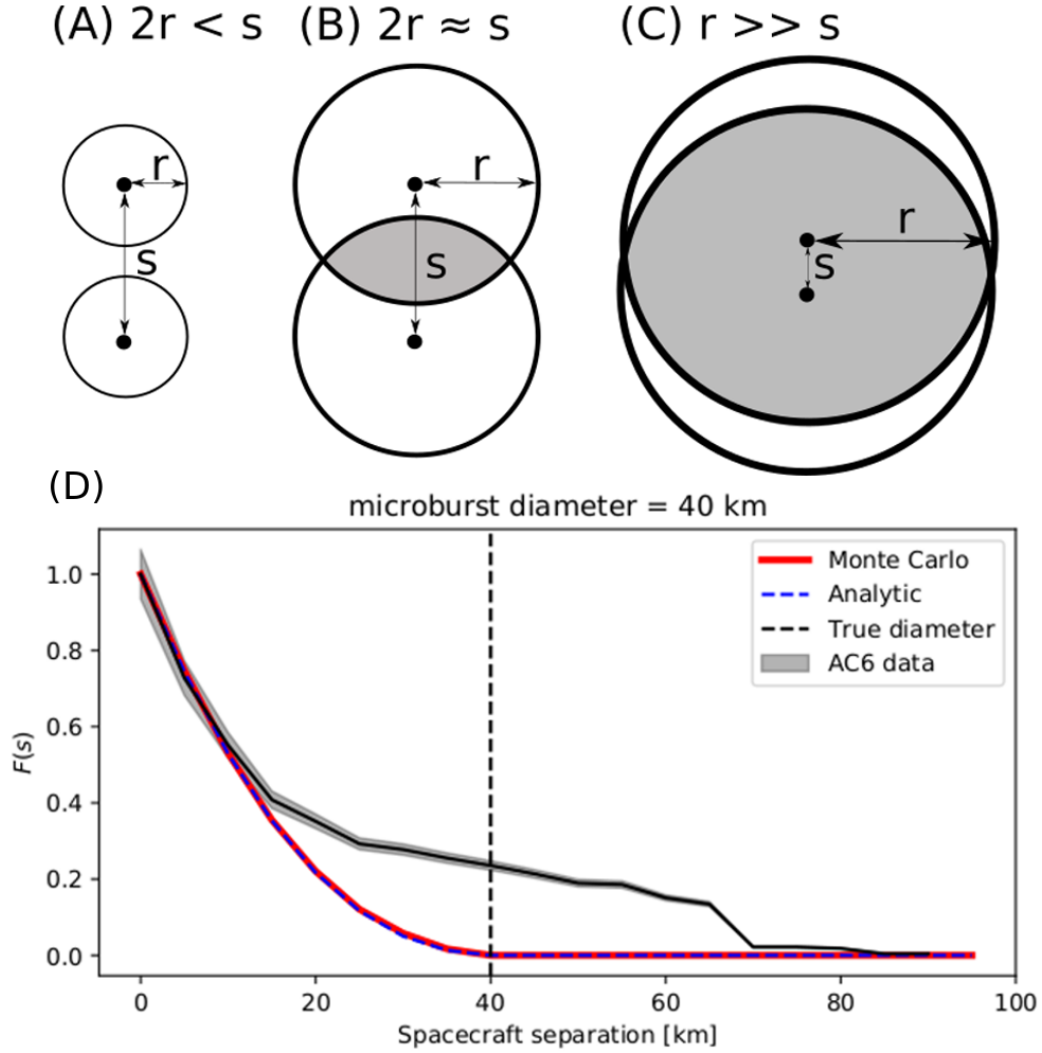 (A) 2r < s (B) 2r ≈ s (C) r >> s
r
s
r
s
r
s
(D)
microburst diameter = 40 km
Monte Carlo
Analytic
True diameter
AC6 data
1.0
0.8
0.6
0.4
0.2
0.0
F(s)
0 20 40 60 80 100
Spacecraft separation [km]